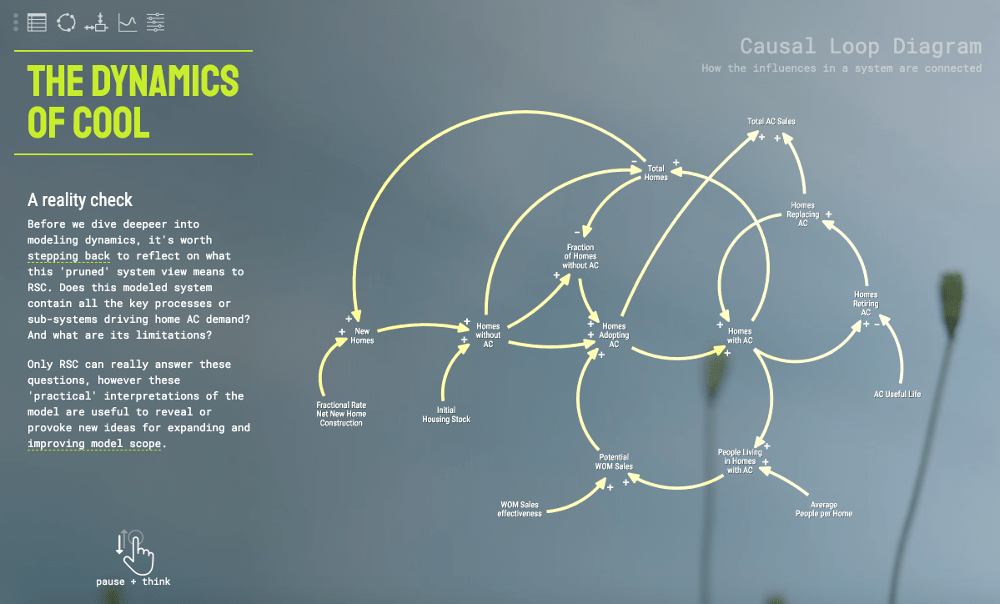 THE DYNAMICS
OF COOL
A reality check
Before we dive deepeer into
modeling dynamics, it's worth
stepping back to reflect on what
this 'pruned' system view means to
RSC. Does this modeled system
contain all the key processes or
sub-systems driving home AC demand?
And what are its limitations?
Only RSC can really answer these
questions, however these
'practical' interpretations of the
model are useful to reveal or
provoke new ideas for expanding and
improving model scope.
pause + think
Causal Loop Diagram
How the influences in a system are connected
Total AC Sales
+ +
- Total +
Homes
Homes
Replacing +
AC
-
Fraction
of Homes
without AC
+
Homes
Retiring
AC
+ -
+
+ New
Homes
+ Homes
without
+ AC
+ Homes
+ Adopting
AC
+
+ Homes
with AC
+
AC Useful Life
Fractional Rate
Net New Home
Construction
Initial
Housing Stock
Potential
WOM Sales
+ +
People Living +
in Homes +
with AC
+
WOM Sales
effectiveness
Average
People per Home